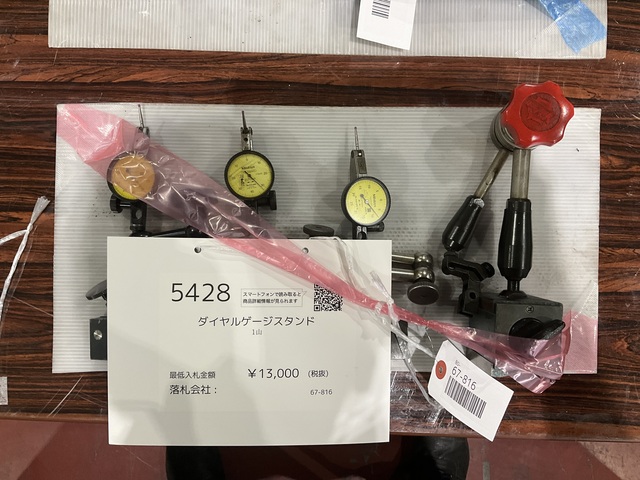 5428
スマートフォンで読み取ると
商品詳細情報が見られます
ダイヤルゲージスタンド
1山
最低入札金額 ￥13,000 (税抜)
落札会社：
67-816
67-816